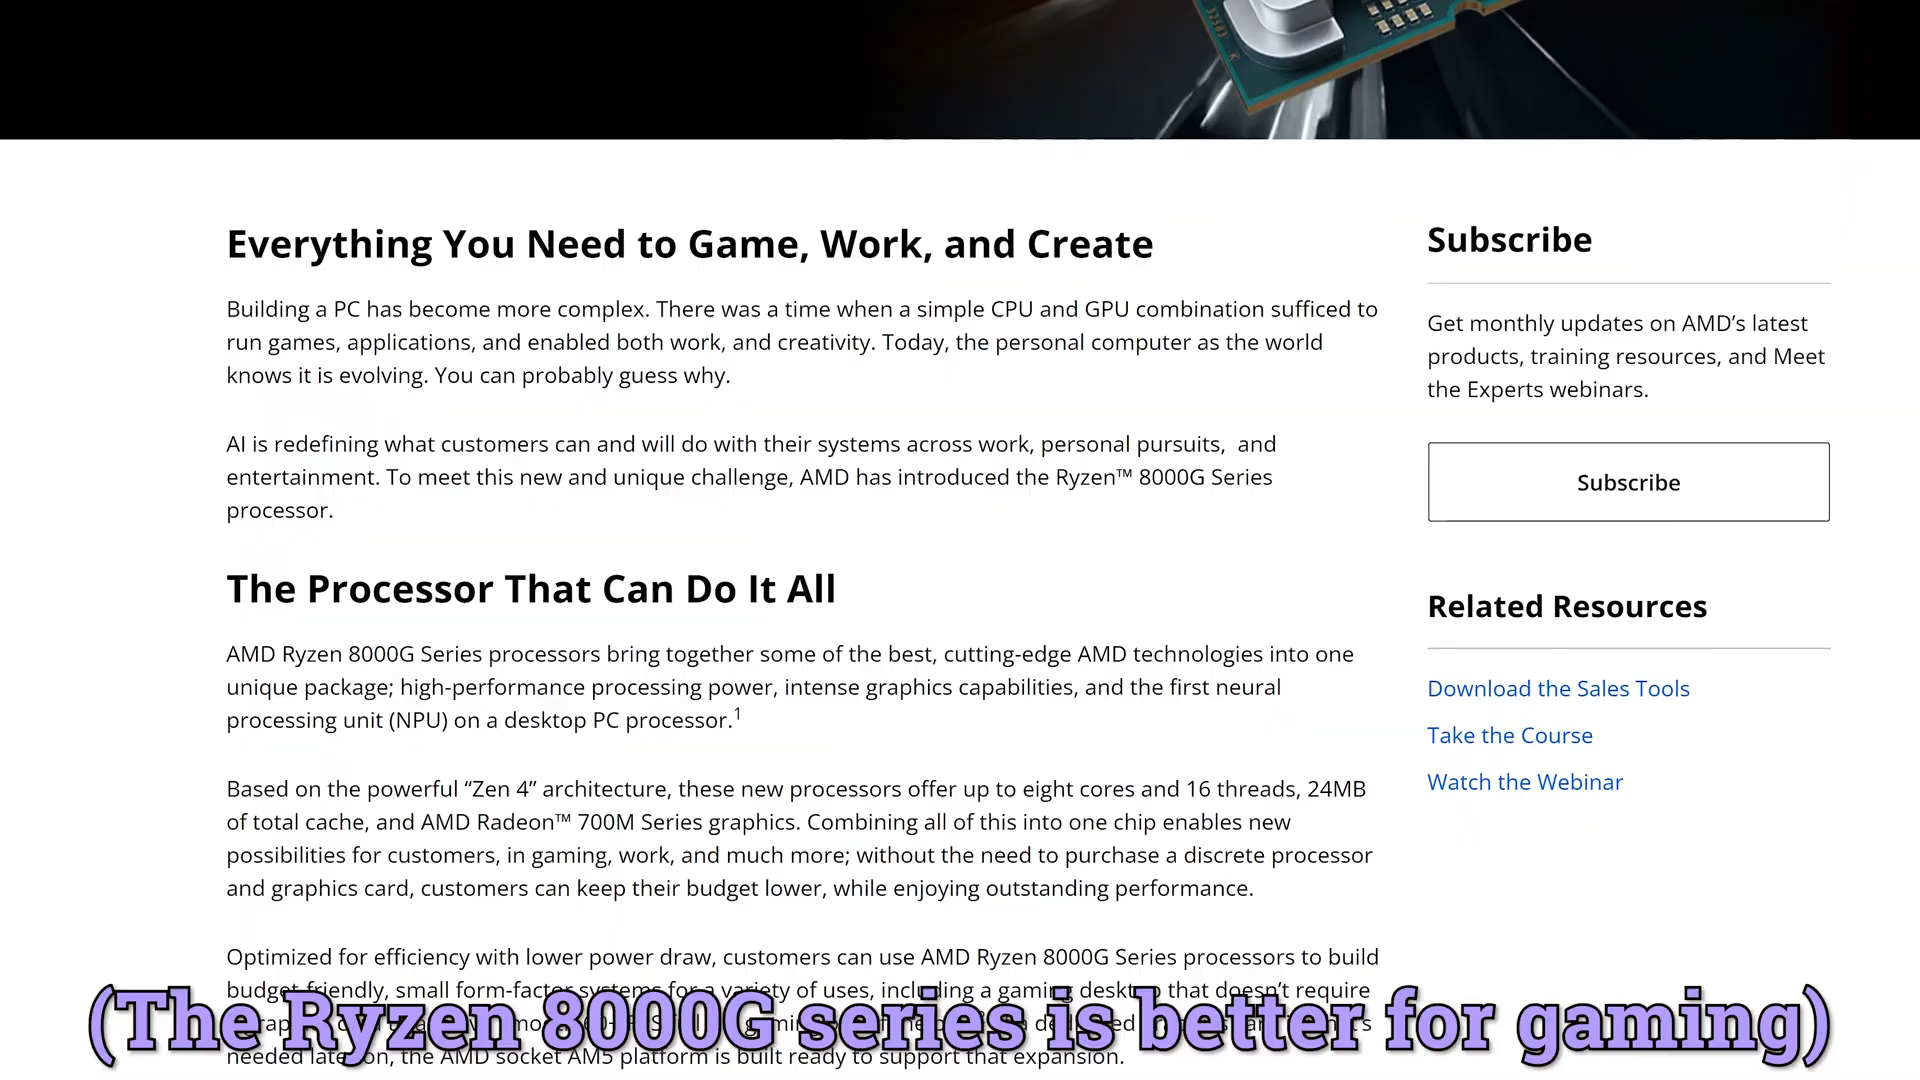 32583 K
Everything You Need to Game, Work, and Create
Building a PC has become more complex. There was a time when a simple CPU and GPU combination sufficed to
run games, applications, and enabled both work, and creativity. Today, the personal computer as the world
knows it is evolving. You can probably guess why.
AI is redefining what customers can and will do with their systems across work, personal pursuits,  and
entertainment. To meet this new and unique challenge, AMD has introduced the Ryzen™ 8000G Series
processor.
The Processor That Can Do It All
AMD Ryzen 8000G Series processors bring together some of the best, cutting-edge AMD technologies into one
unique package; high-performance processing power, intense graphics capabilities, and the first neural
processing unit (NPU) on a desktop PC processor.1
Based on the powerful “Zen 4” architecture, these new processors offer up to eight cores and 16 threads, 24MB
of total cache, and AMD Radeon™ 700M Series graphics. Combining all of this into one chip enables new
possibilities for customers, in gaming, work, and much more; without the need to purchase a discrete processor
and graphics card, customers can keep their budget lower, while enjoying outstanding performance.
Optimized for efficiency with lower power draw, customers can use AMD Ryzen 8000G Series processors to build
budget-friendly, small form-factor systems for a variety of uses, including a gaming desktop that doesn’t require
needed later on, the AMD socket AM5 platform is built ready to support that expansion.
(The Ryzen 8000G series is better for gaming)
Subscribe
Get monthly updates on AMD’s latest
products, training resources, and Meet
the Experts webinars.
Subscribe
Related Resources
Download the Sales Tools
Take the Course
Watch the Webinar